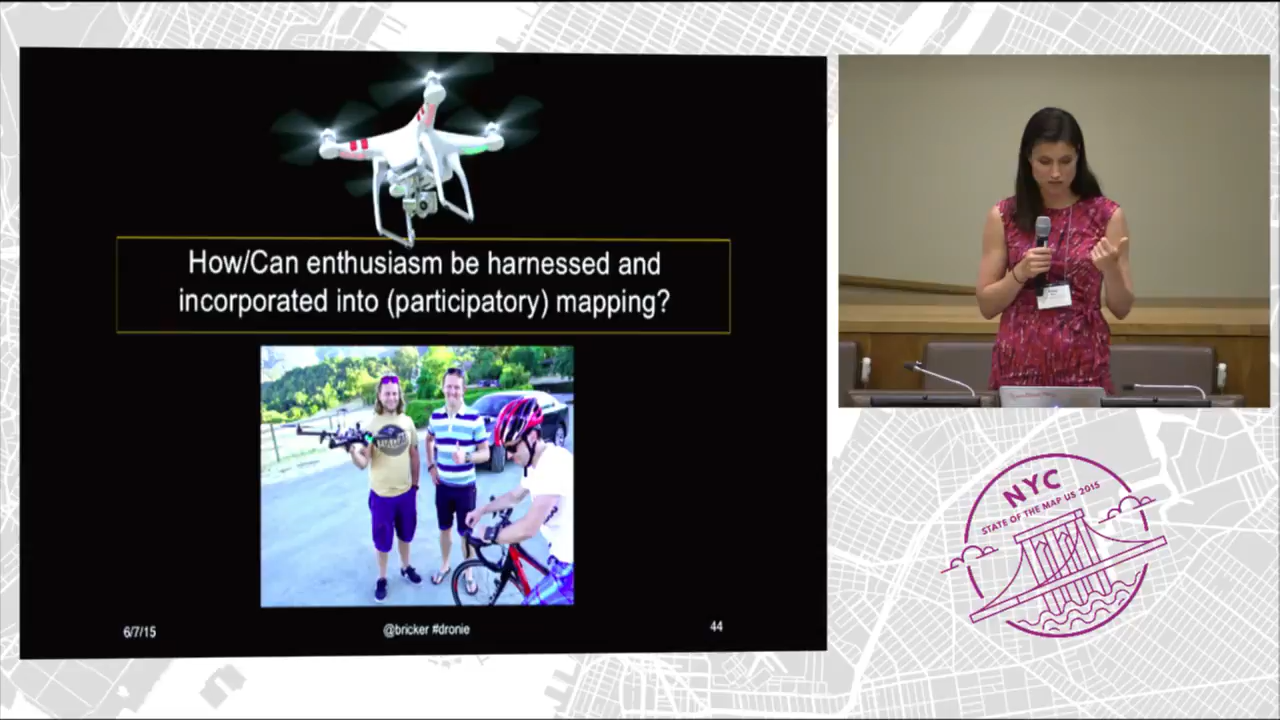 How/Can enthusiasm be harnessed and
incorporated into (participatory) mapping?
6/7/15
@bricker #dronie
44
NYC
STATE OF THE MAP US 2015